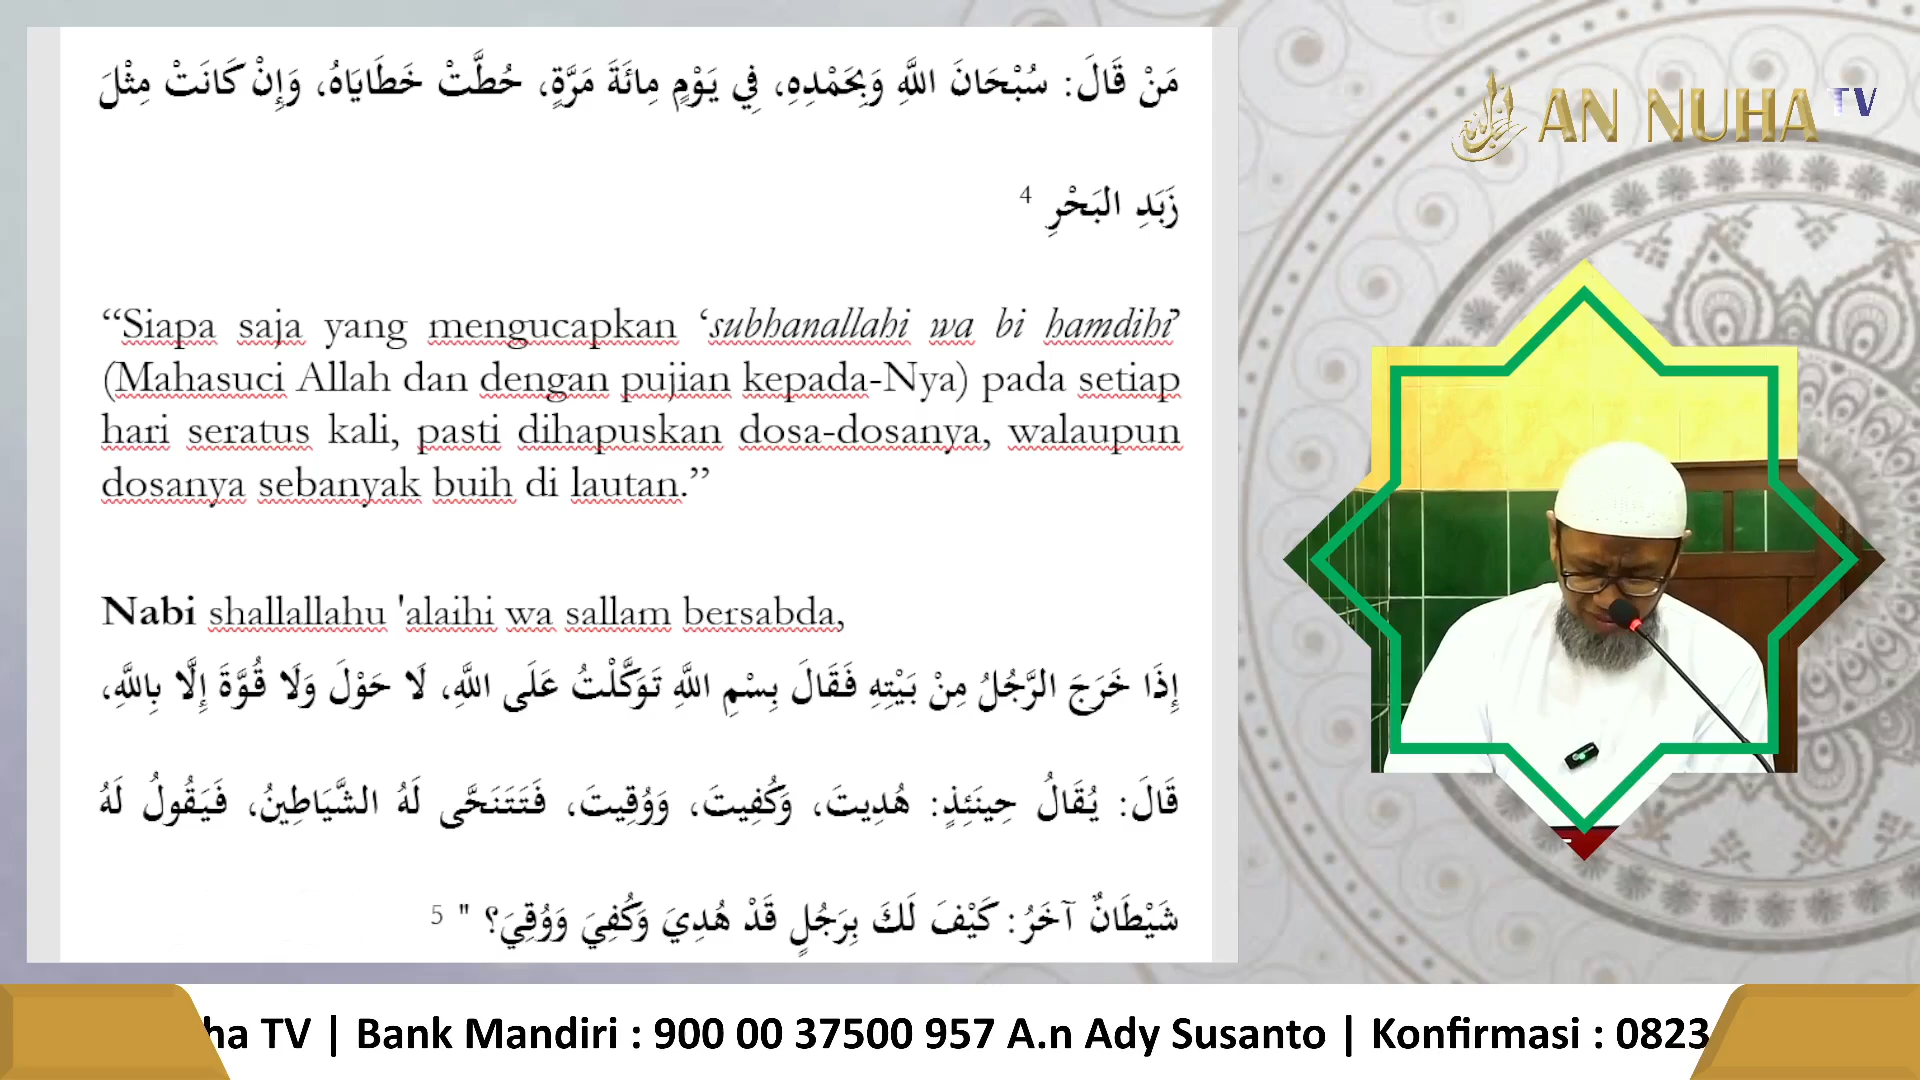 مَنْ قَالَ: سُبْحَانَ اللَّهِ وَبِحَمْدِهِ، فِي يَوْمٍ مِائَةَ مَرَّةٍ، حُطَّتْ خَطَايَاهُ، وَإِنْ كَانَتْ مِثْلَ
زَبَدِ البَحْرِ 4
“Siapa saja yang mengucapkan ‘subhanallahi wa bi hamdihi’
(Mahasuci Allah dan dengan pujian kepada-Nya) pada setiap
hari seratus kali, pasti dihapuskan dosa-dosanya, walaupun
dosanya sebanyak buih di lautan.”
Nabi shallallahu 'alaihi wa sallam bersabda,
إِذَا خَرَجَ الرَّجُلُ مِنْ بَيْتِهِ فَقَالَ بِسْمِ اللَّهِ تَوَكَّلْتُ عَلَى اللَّهِ، لَا حَوْلَ وَلَا قُوَّةَ إِلَّا بِاللَّهِ،
قَالَ: يُقَالُ حِينَئِذٍ: هُدِيتَ، وَكُفِيتَ، وَوُقِيتَ، فَتَتَنَحَّى لَهُ الشَّيَاطِينُ، فَيَقُولُ لَهُ
شَيْطَانٌ آخَرُ: كَيْفَ لَكَ بِرَجُلٍ قَدْ هُدِيَ وَكُفِيَ وَوُقِيَ؟ " 5
AN NUHA TV
ha TV | Bank Mandiri : 900 00 37500 957 A.n Ady Susanto | Konfirmasi : 0823